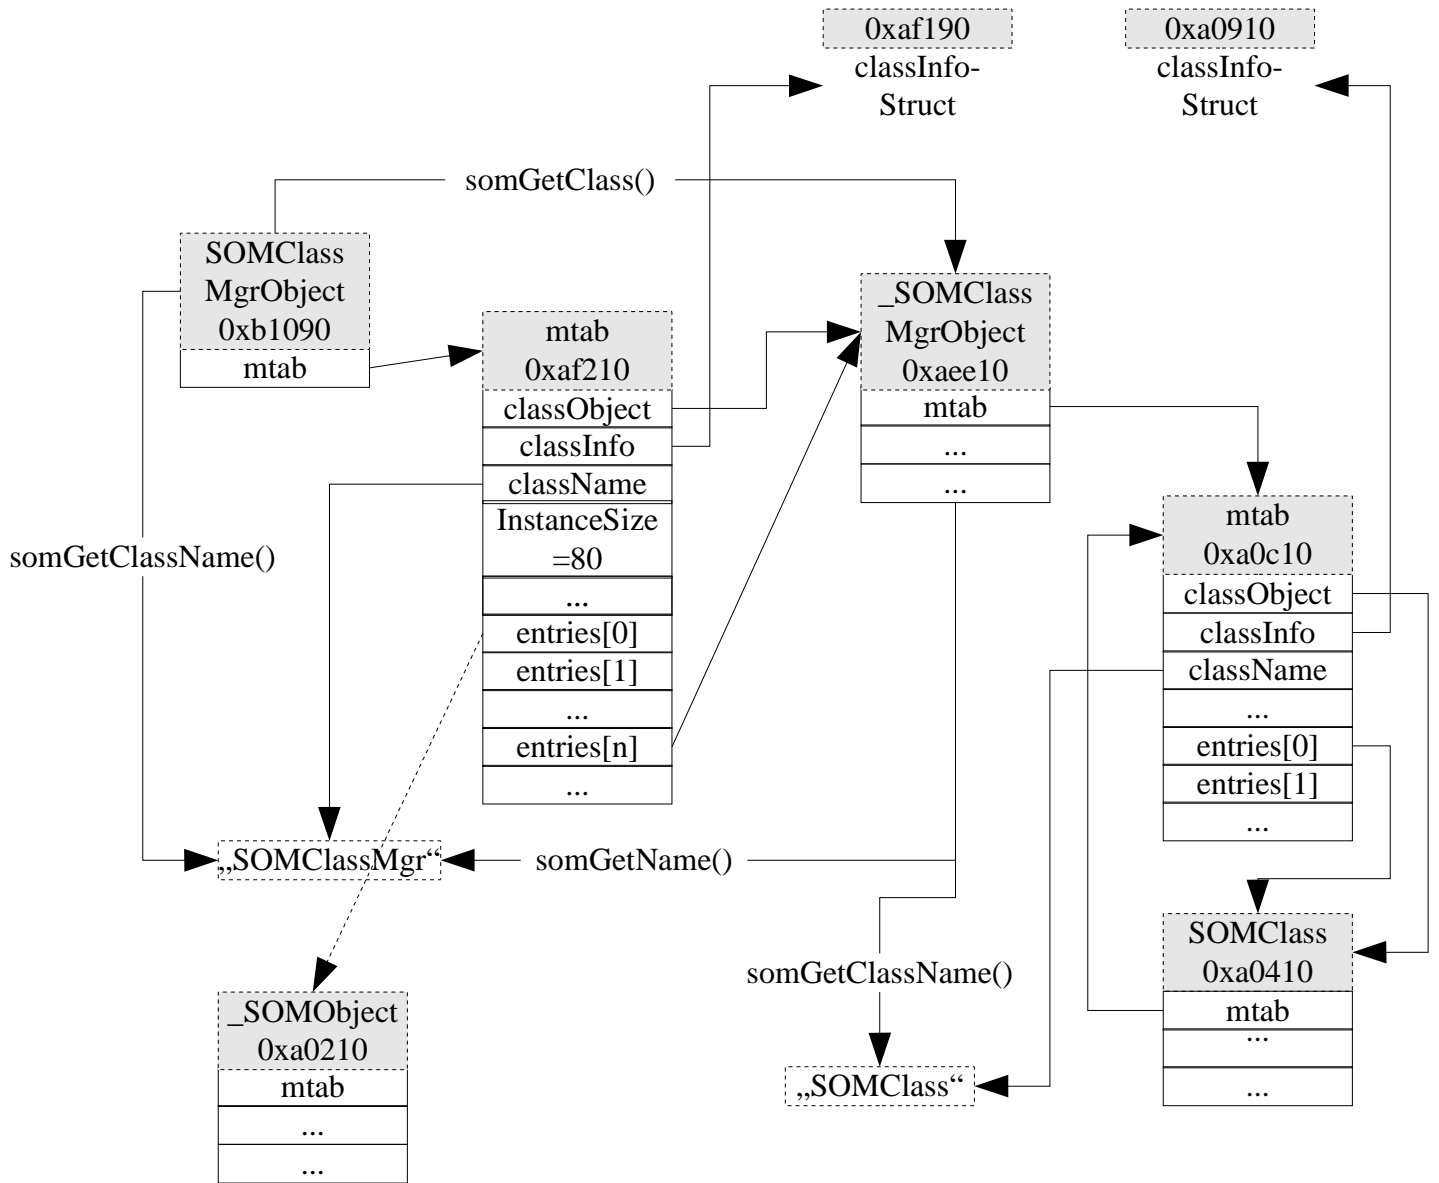 0xaf190
classInfo-
Struct
0xa0910
classInfo-
Struct
somGetClass()
SOMClass
MgrObject
0xb1090
mtab
mtab
0xaf210
classObject
classInfo
className
InstanceSize
=80
...
entries[0]
entries[1]
...
entries[n]
...
_SOMClass
MgrObject
0xaee10
mtab
...
...
mtab
0xa0c10
classObject
classInfo
className
...
entries[0]
entries[1]
...
somGetClassName()
„SOMClassMgr“
somGetName()
somGetClassName()
SOMClass
0xa0410
mtab
...
...
_SOMObject
0xa0210
mtab
...
...
„SOMClass“